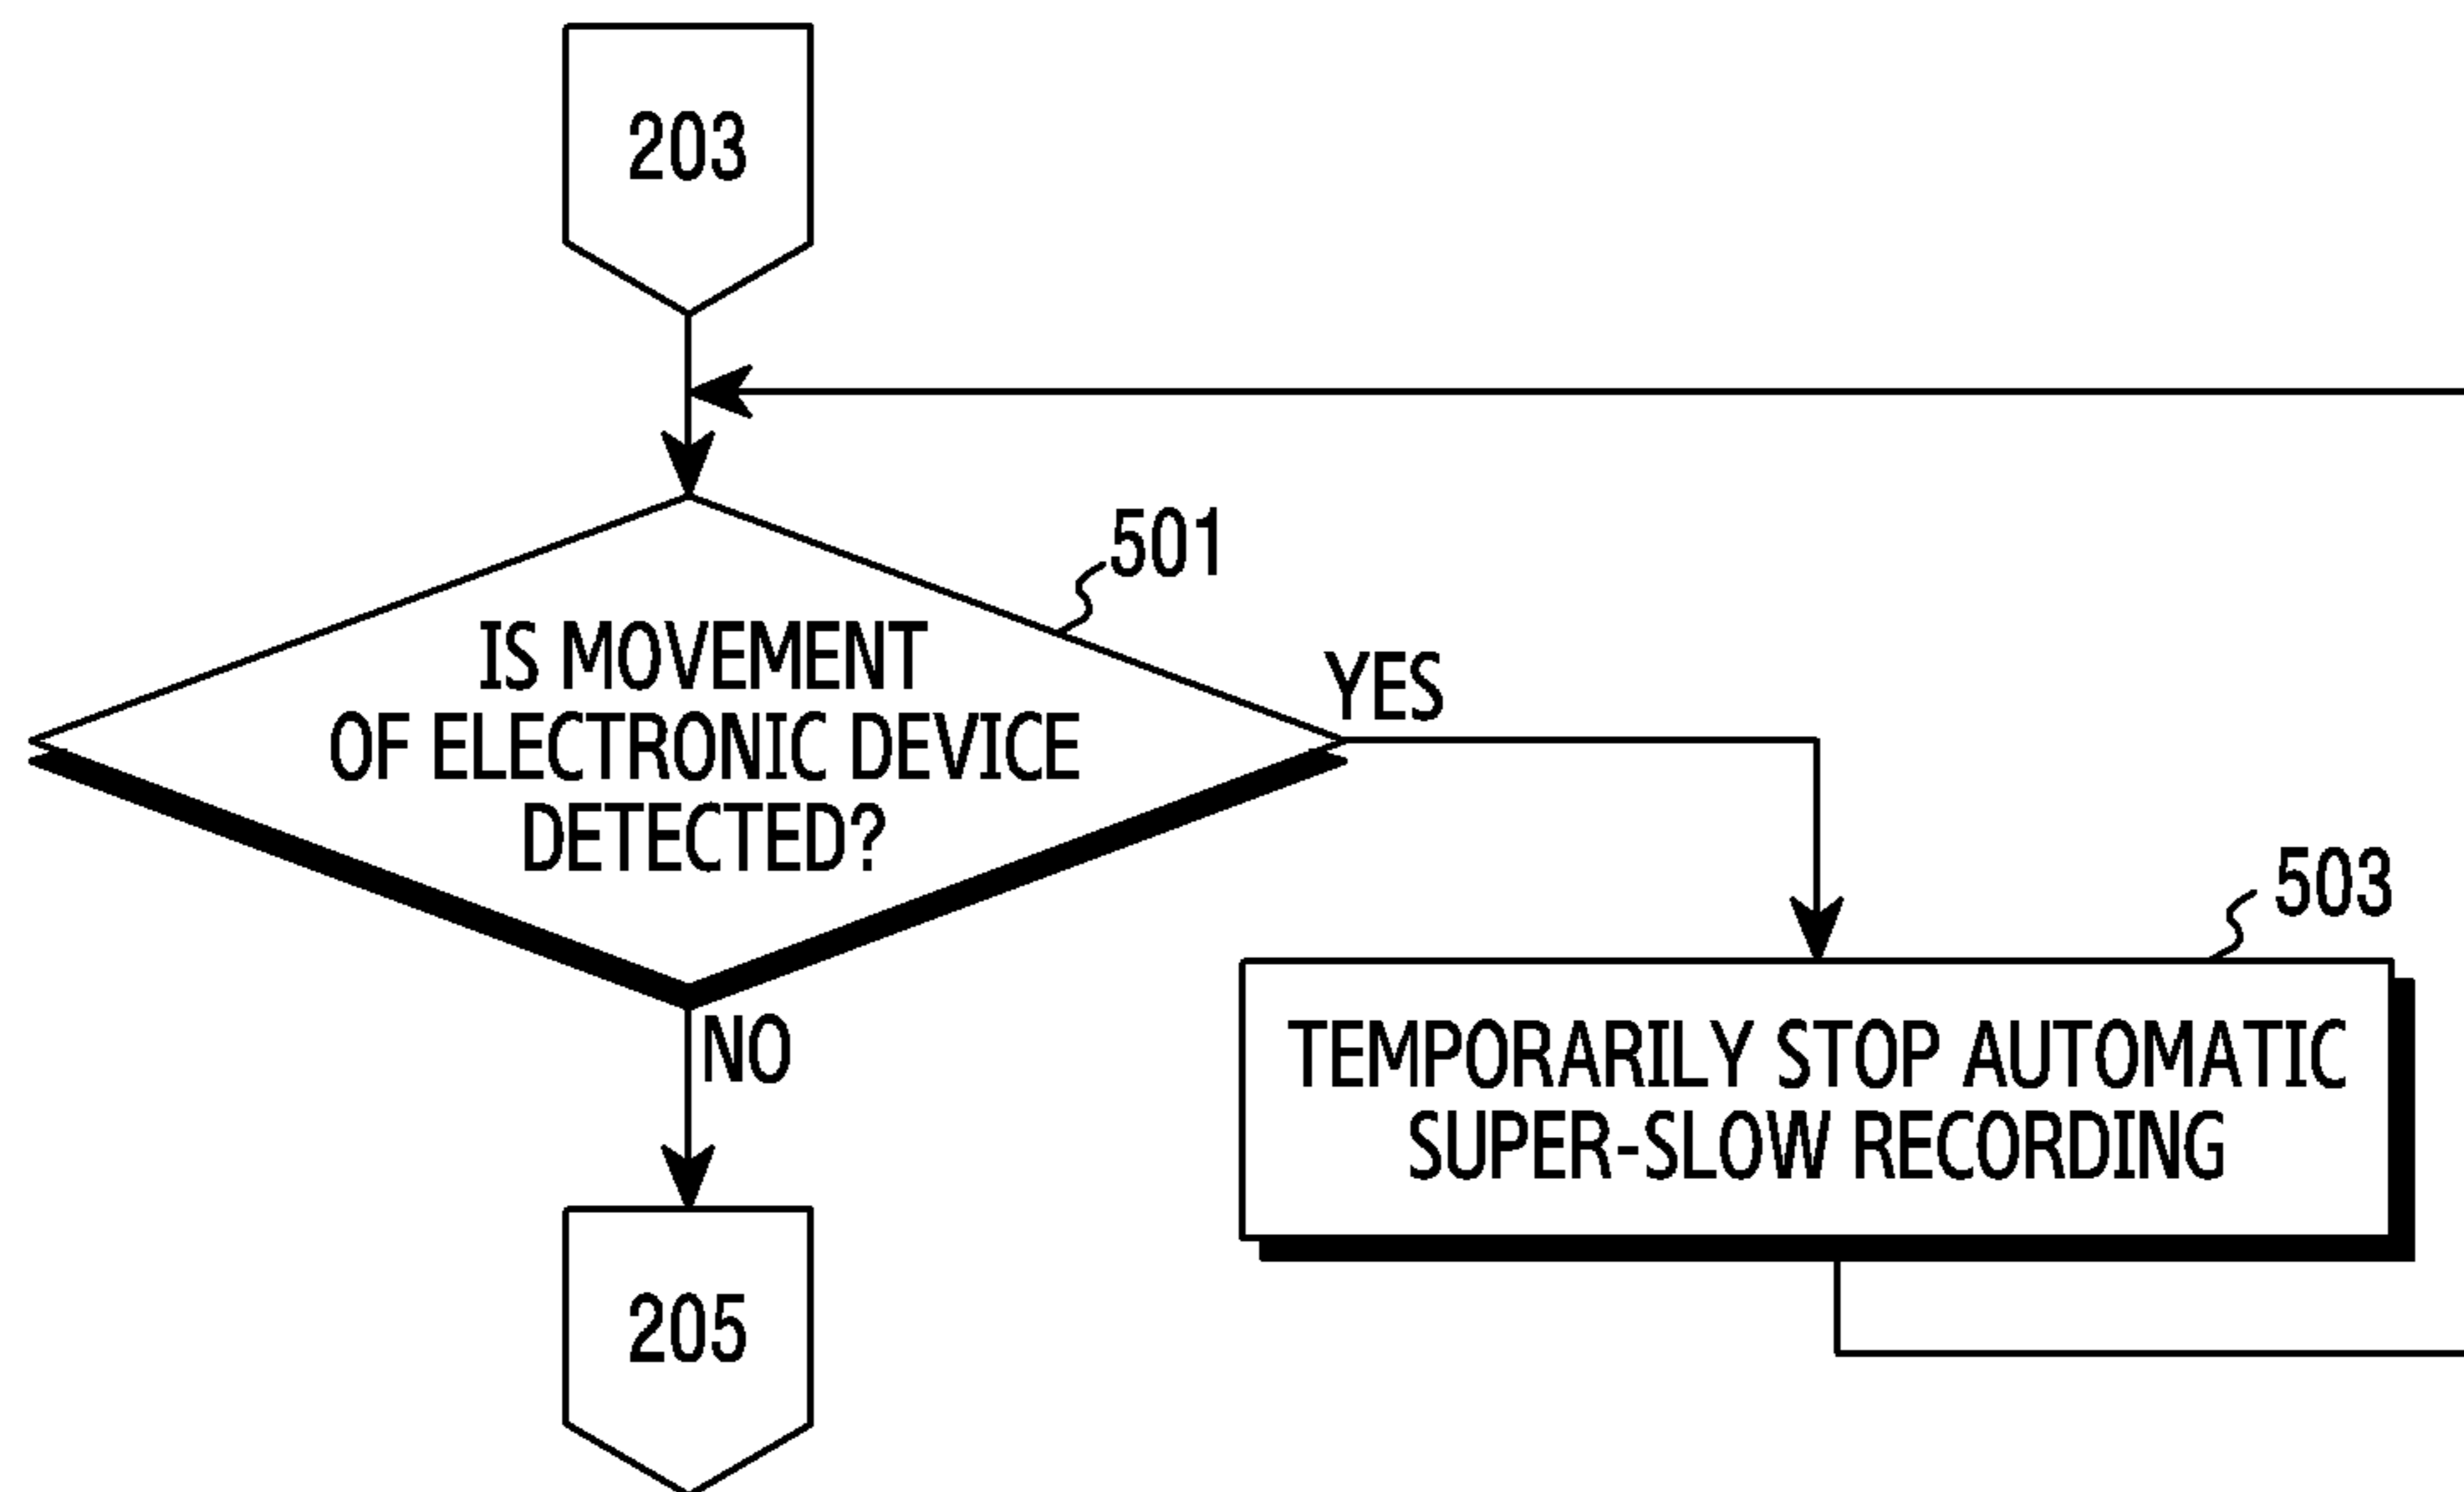 203
501
IS MOVEMENT
OF ELECTRONIC DEVICE
DETECTED?
YES
503
TEMPORARILY STOP AUTOMATIC
SUPER-SLOW RECORDING
NO
205